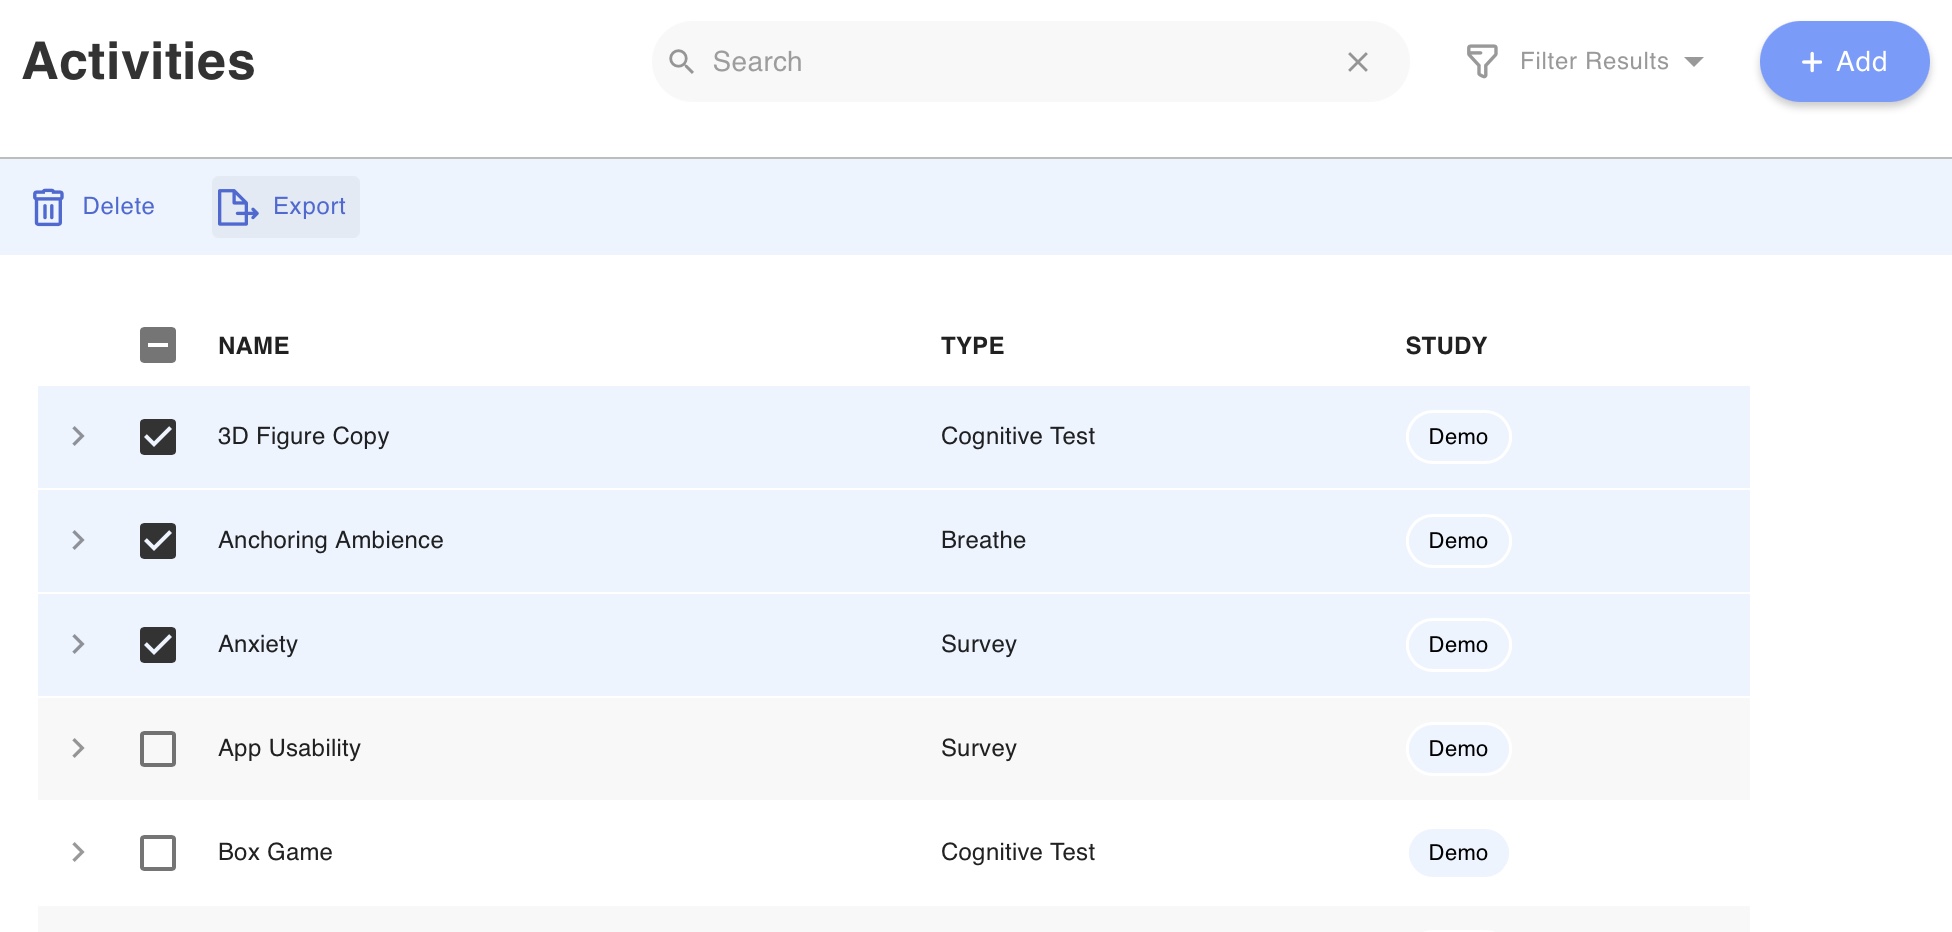 Activities
Search
Filter Results
+ Add
Delete
Export
NAME TYPE STUDY
3D Figure Copy Cognitive Test Demo
Anchoring Ambience Breathe Demo
Anxiety Survey Demo
App Usability Survey Demo
Box Game Cognitive Test Demo